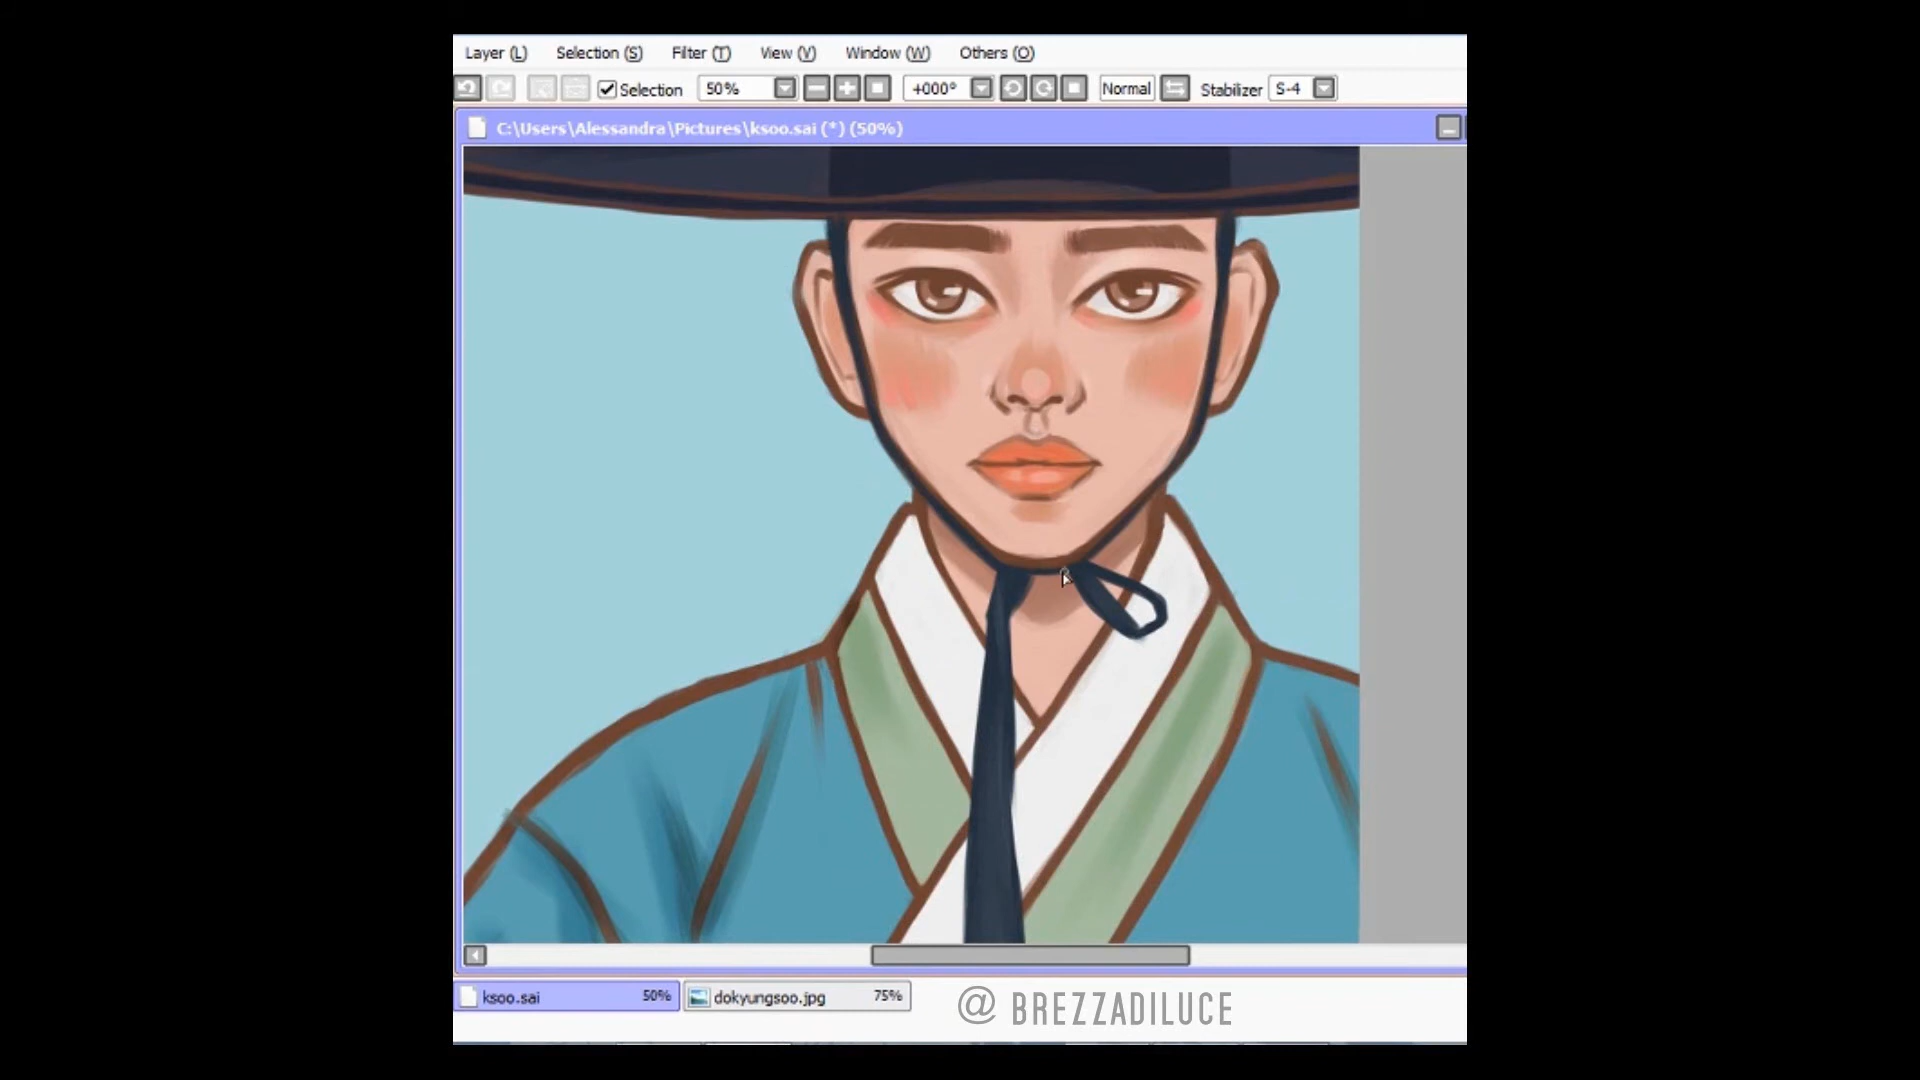 Layer (L) Selection (S) Filter (T) View (V) Window (W) Others (O)
Selection 50% +000° Normal Stabilizer S-4
C:\Users\Alessandra\Pictures\ksoo.sai (*) (50%)
ksoo.sai 50% dokyungsoo.jpg 75%
@ BREZZADILUCE